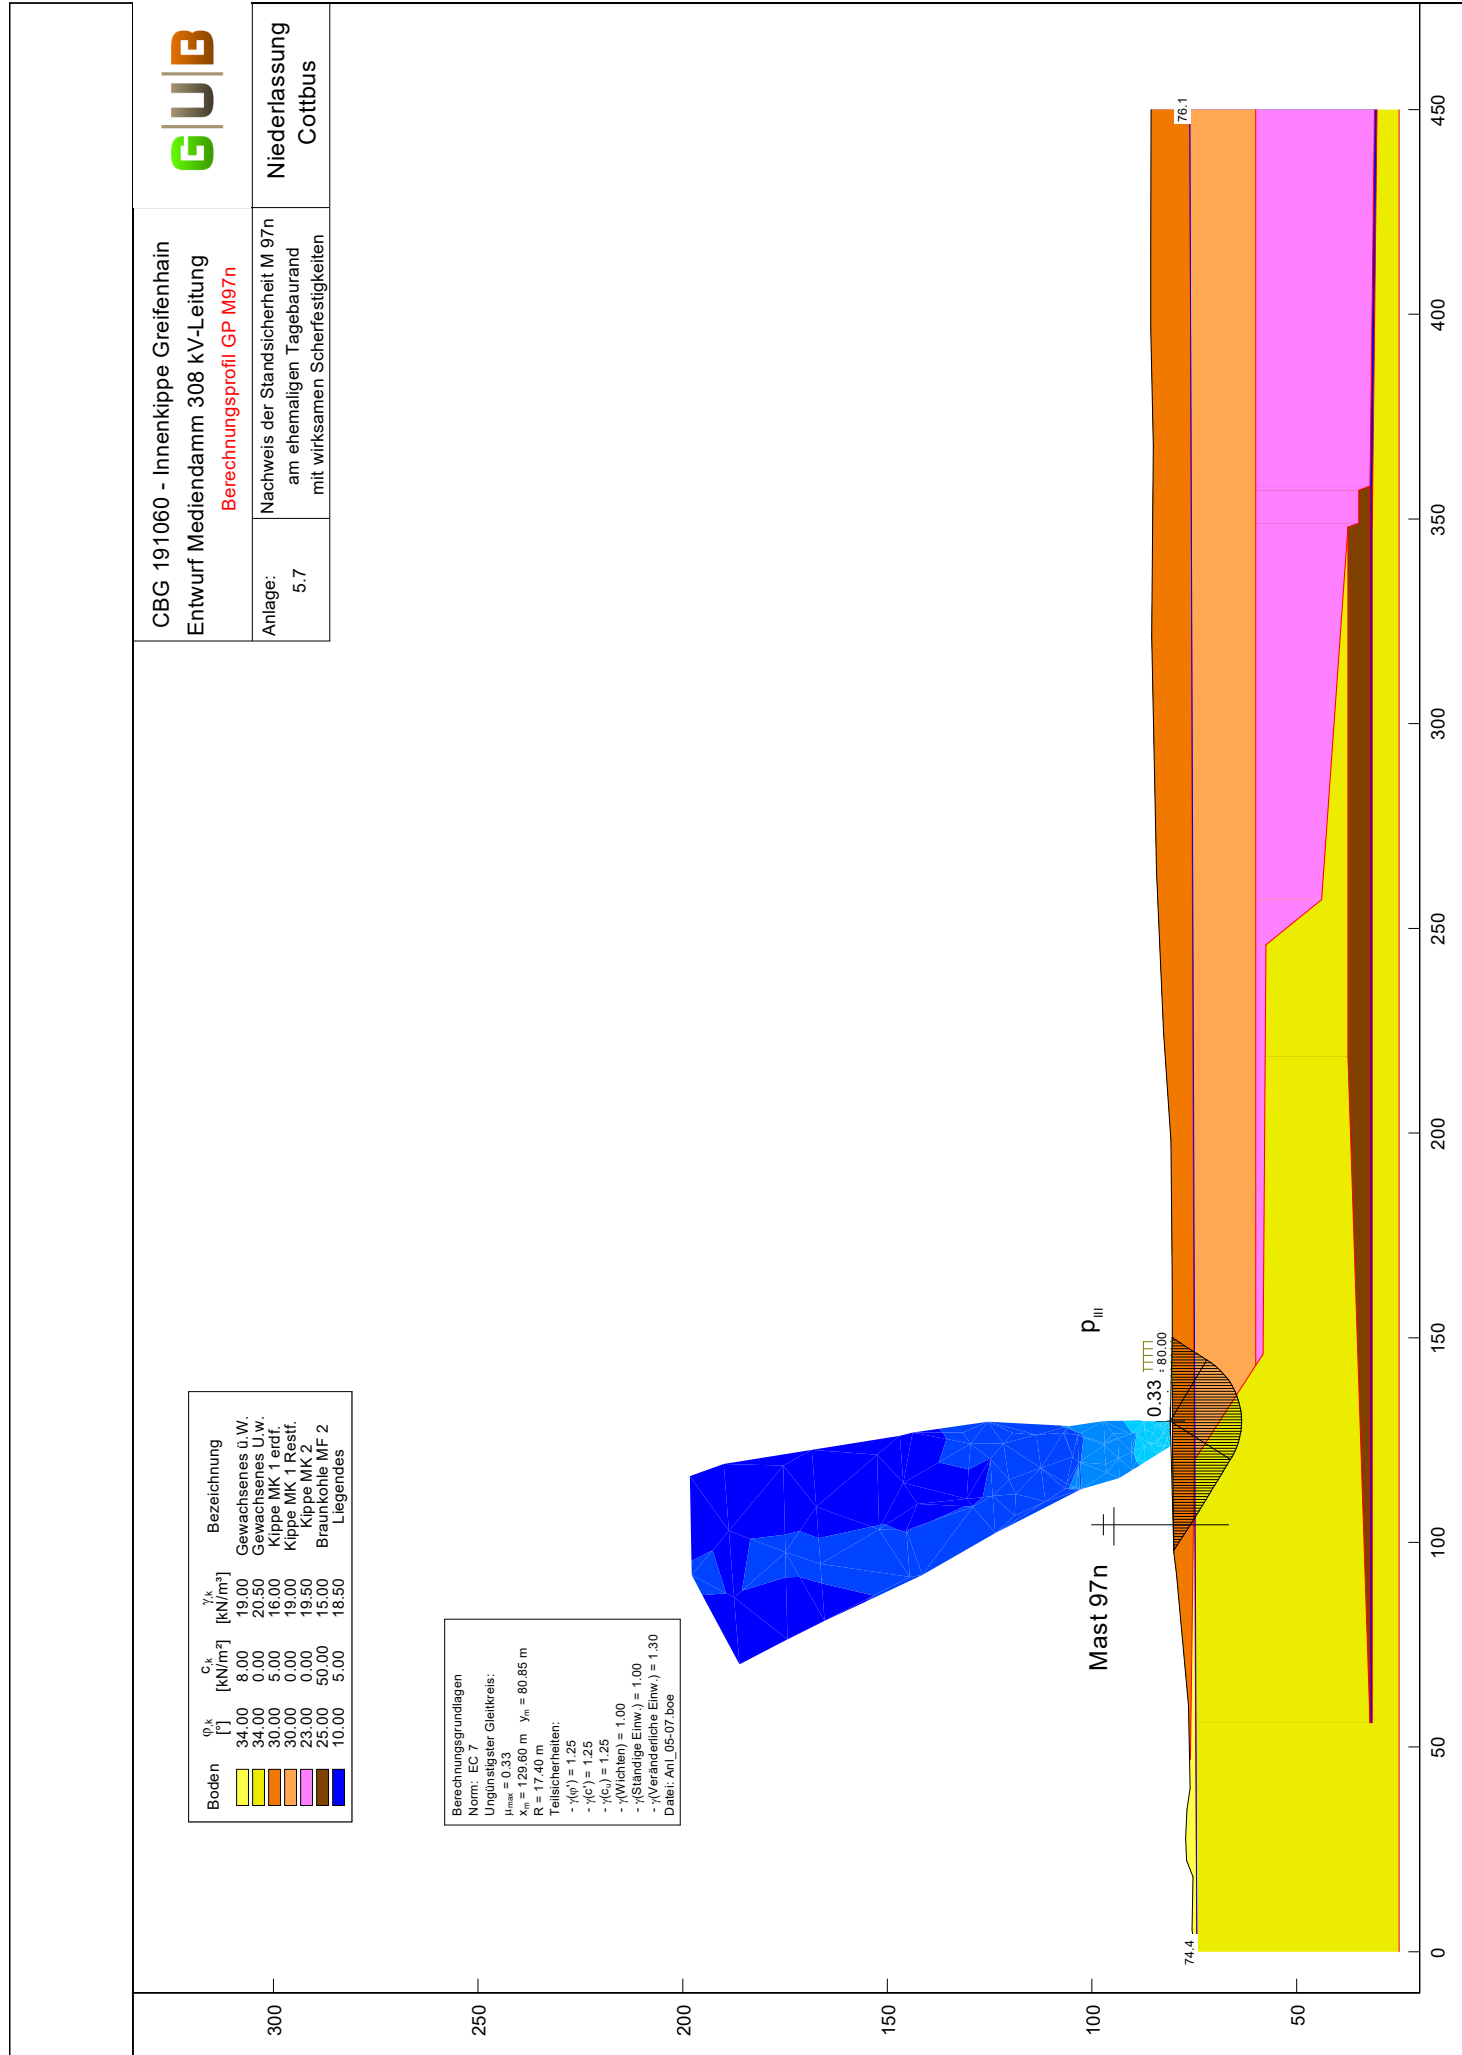 CBG 191060 - Innenkippe Greifenhain
Entwurf Mediendamm 308 kV-Leitung
Berechnungsprofil GP M97n
G|U|B
Anlage:
5.7
Nachweis der Standsicherheit M 97n
am ehemaligen Tagebaurand
mit wirksamen Scherfestigkeiten
Niederlassung
Cottbus
Boden φ,k [°] c,k [kN/m²] γ,k [kN/m³] Bezeichnung
34.00 8.00 19.00 Gewachsenes ü.W.
34.00 0.00 20.50 Gewachsenes U.w.
30.00 5.00 16.00 Kippe MK 1 erdf.
30.00 0.00 19.00 Kippe MK 1 Restf.
23.00 0.00 19.50 Kippe MK 2
25.00 50.00 15.00 Braunkohle MF 2
10.00 5.00 18.50 Liegendes
Berechnungsgrundlagen
Norm: EC 7
Ungünstigster Gleitkreis:
μmax = 0.33
xm = 129.60 m ym = 80.85 m
R = 17.40 m
Teilsicherheiten:
- γ(φ') = 1.25
- γ(c') = 1.25
- γ(cu) = 1.25
- γ(Wichten) = 1.00
- γ(Ständige Einw.) = 1.00
- γ(Veränderliche Einw.) = 1.30
Datei: Anl_05-07.boe
Mast 97n
pIII
0.33
80.00
74.4
76.1
300
250
200
150
100
50
0
50
100
150
200
250
300
350
400
450